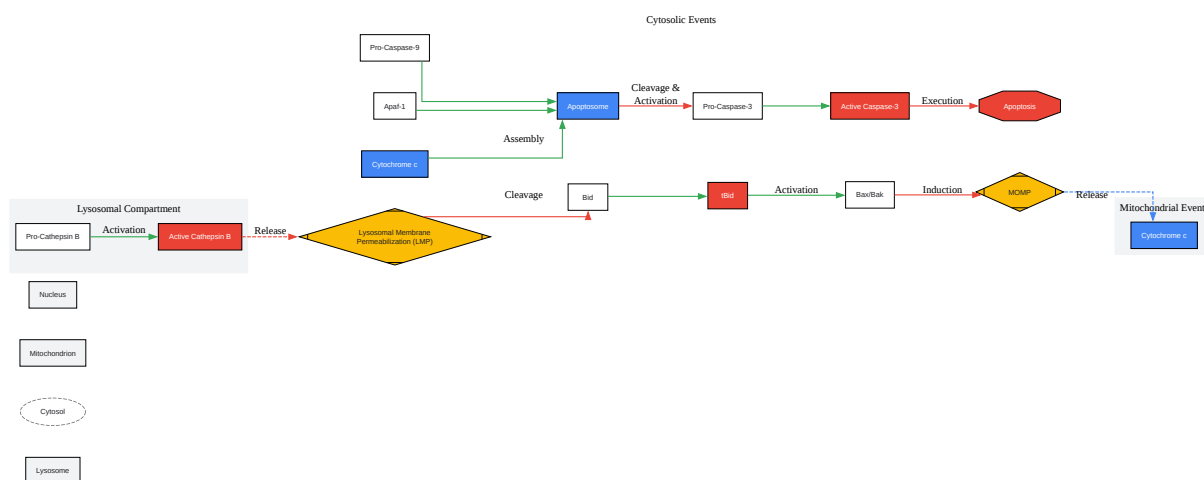 Cytosolic Events
Pro-Caspase-9
Apaf-1
Apoptosome
Cleavage &
Activation
Pro-Caspase-3
Active Caspase-3
Execution
Apoptosis
Assembly
Cytochrome c
Cleavage
Bid
tBid
Activation
Bax/Bak
Induction
MOMP
Release
Lysosomal Compartment
Pro-Cathepsin B
Activation
Active Cathepsin B
Release
Lysosomal Membrane
Permeabilization (LMP)
Mitochondrial Event
Cytochrome c
Nucleus
Mitochondrion
Cytosol
Lysosome